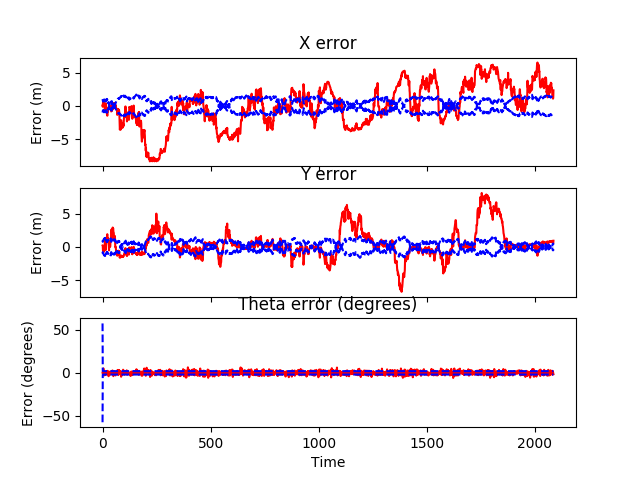 X error
Error (m)
5
0
−5
Y error
Error (m)
5
0
−5
Theta error (degrees)
Error (degrees)
50
0
−50
0 500 1000 1500 2000
Time